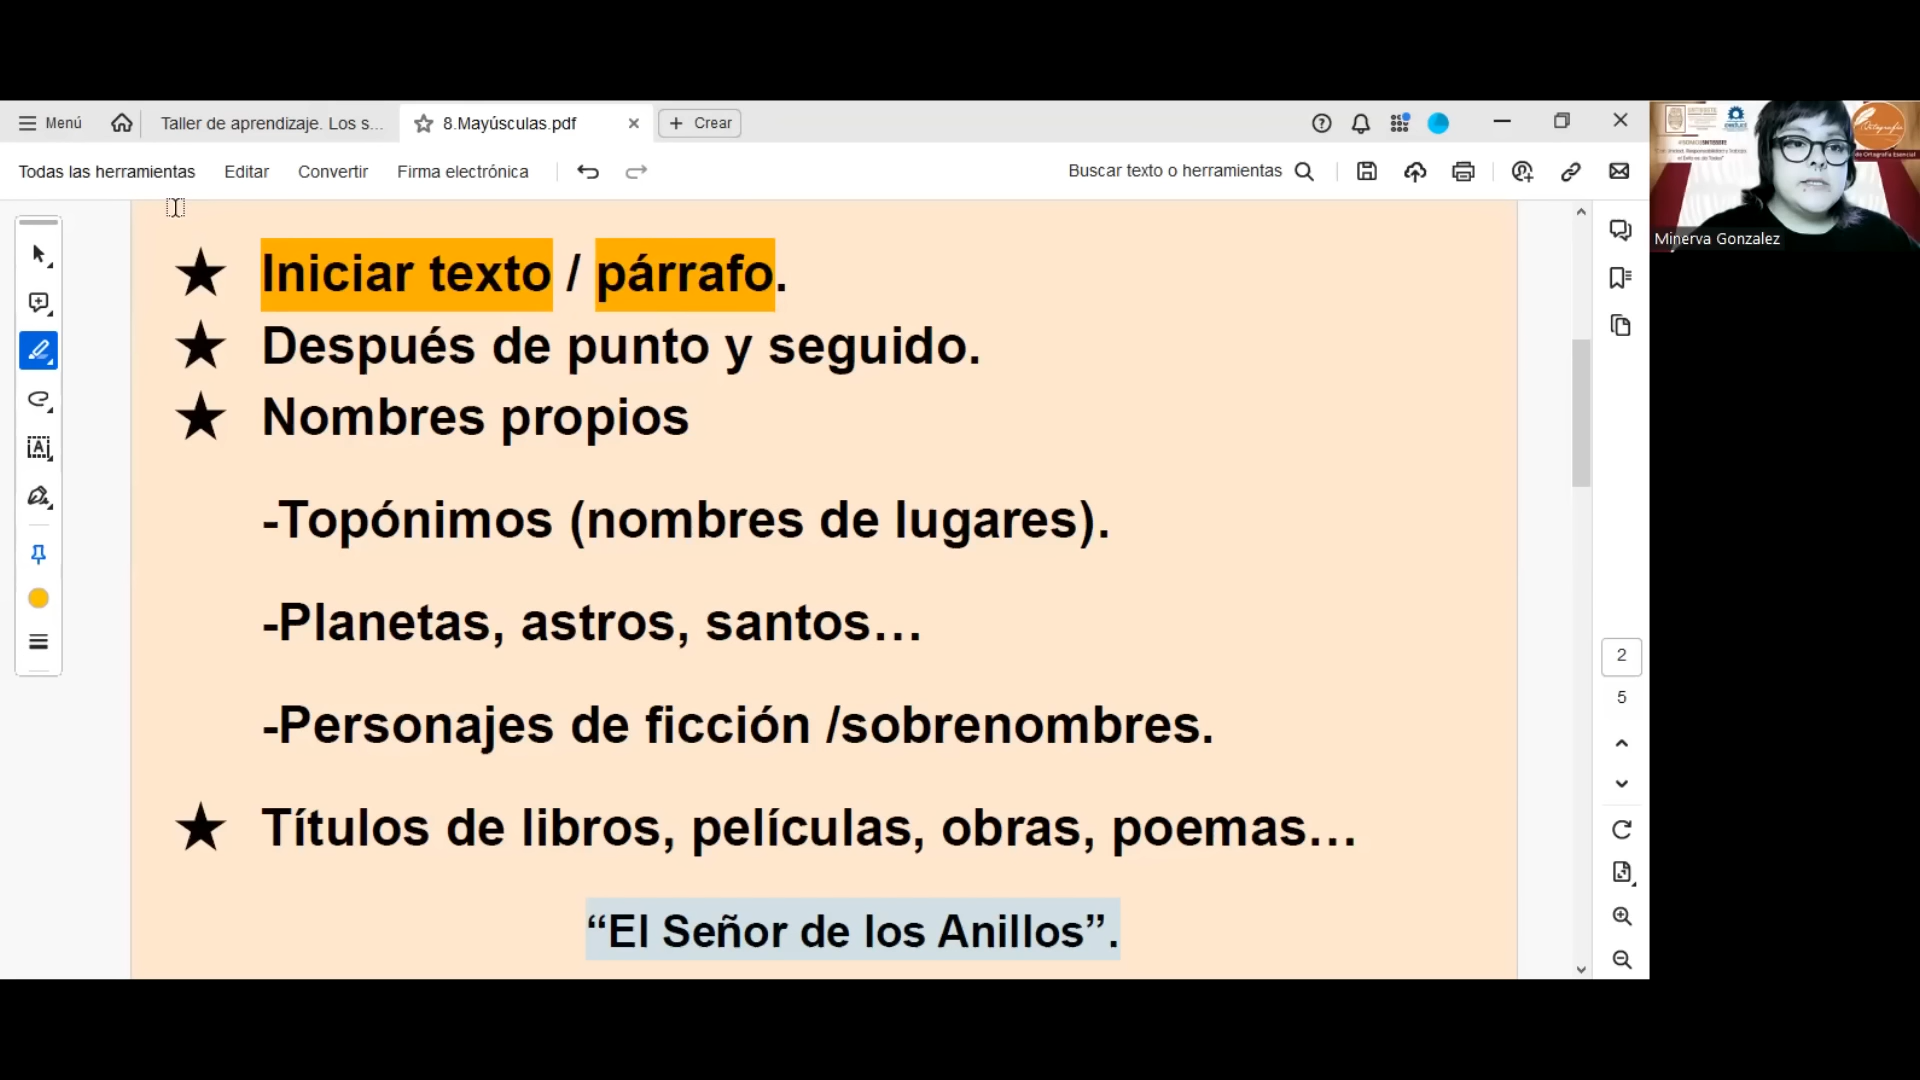 Menú
Taller de aprendizaje. Los s...
8.Mayúsculas.pdf
Crear
Todas las herramientas
Editar
Convertir
Firma electrónica
Buscar texto o herramientas
★ Iniciar texto / párrafo.
★ Después de punto y seguido.
★ Nombres propios
-Topónimos (nombres de lugares).
-Planetas, astros, santos…
-Personajes de ficción /sobrenombres.
★ Títulos de libros, películas, obras, poemas…
“El Señor de los Anillos”.
2
5
Minerva Gonzalez